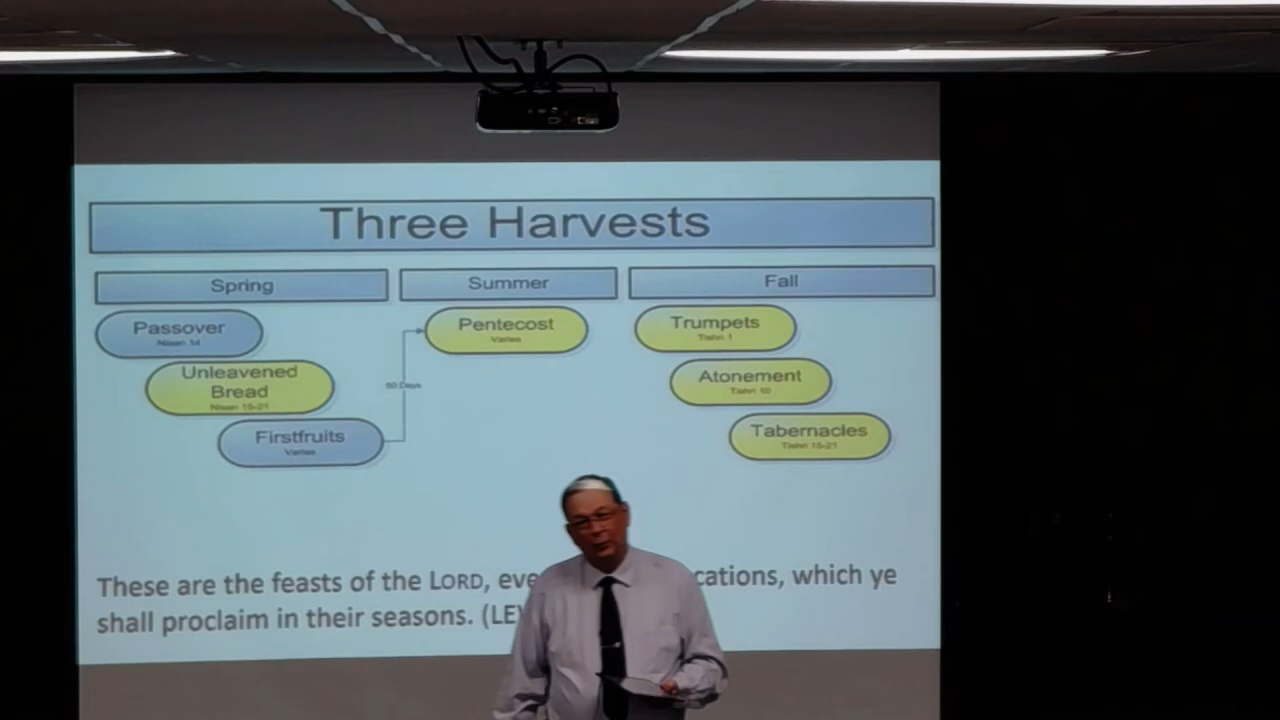 Three Harvests
Spring
Summer
Fall
Passover
Nisan 14
Unleavened
Bread
Nisan 15-21
Firstfruits
Varies
50 Days
Pentecost
Varies
Trumpets
Tishri 1
Atonement
Tishri 10
Tabernacles
Tishri 15-21
These are the feasts of the LORD, eve cations, which ye
shall proclaim in their seasons. (LE